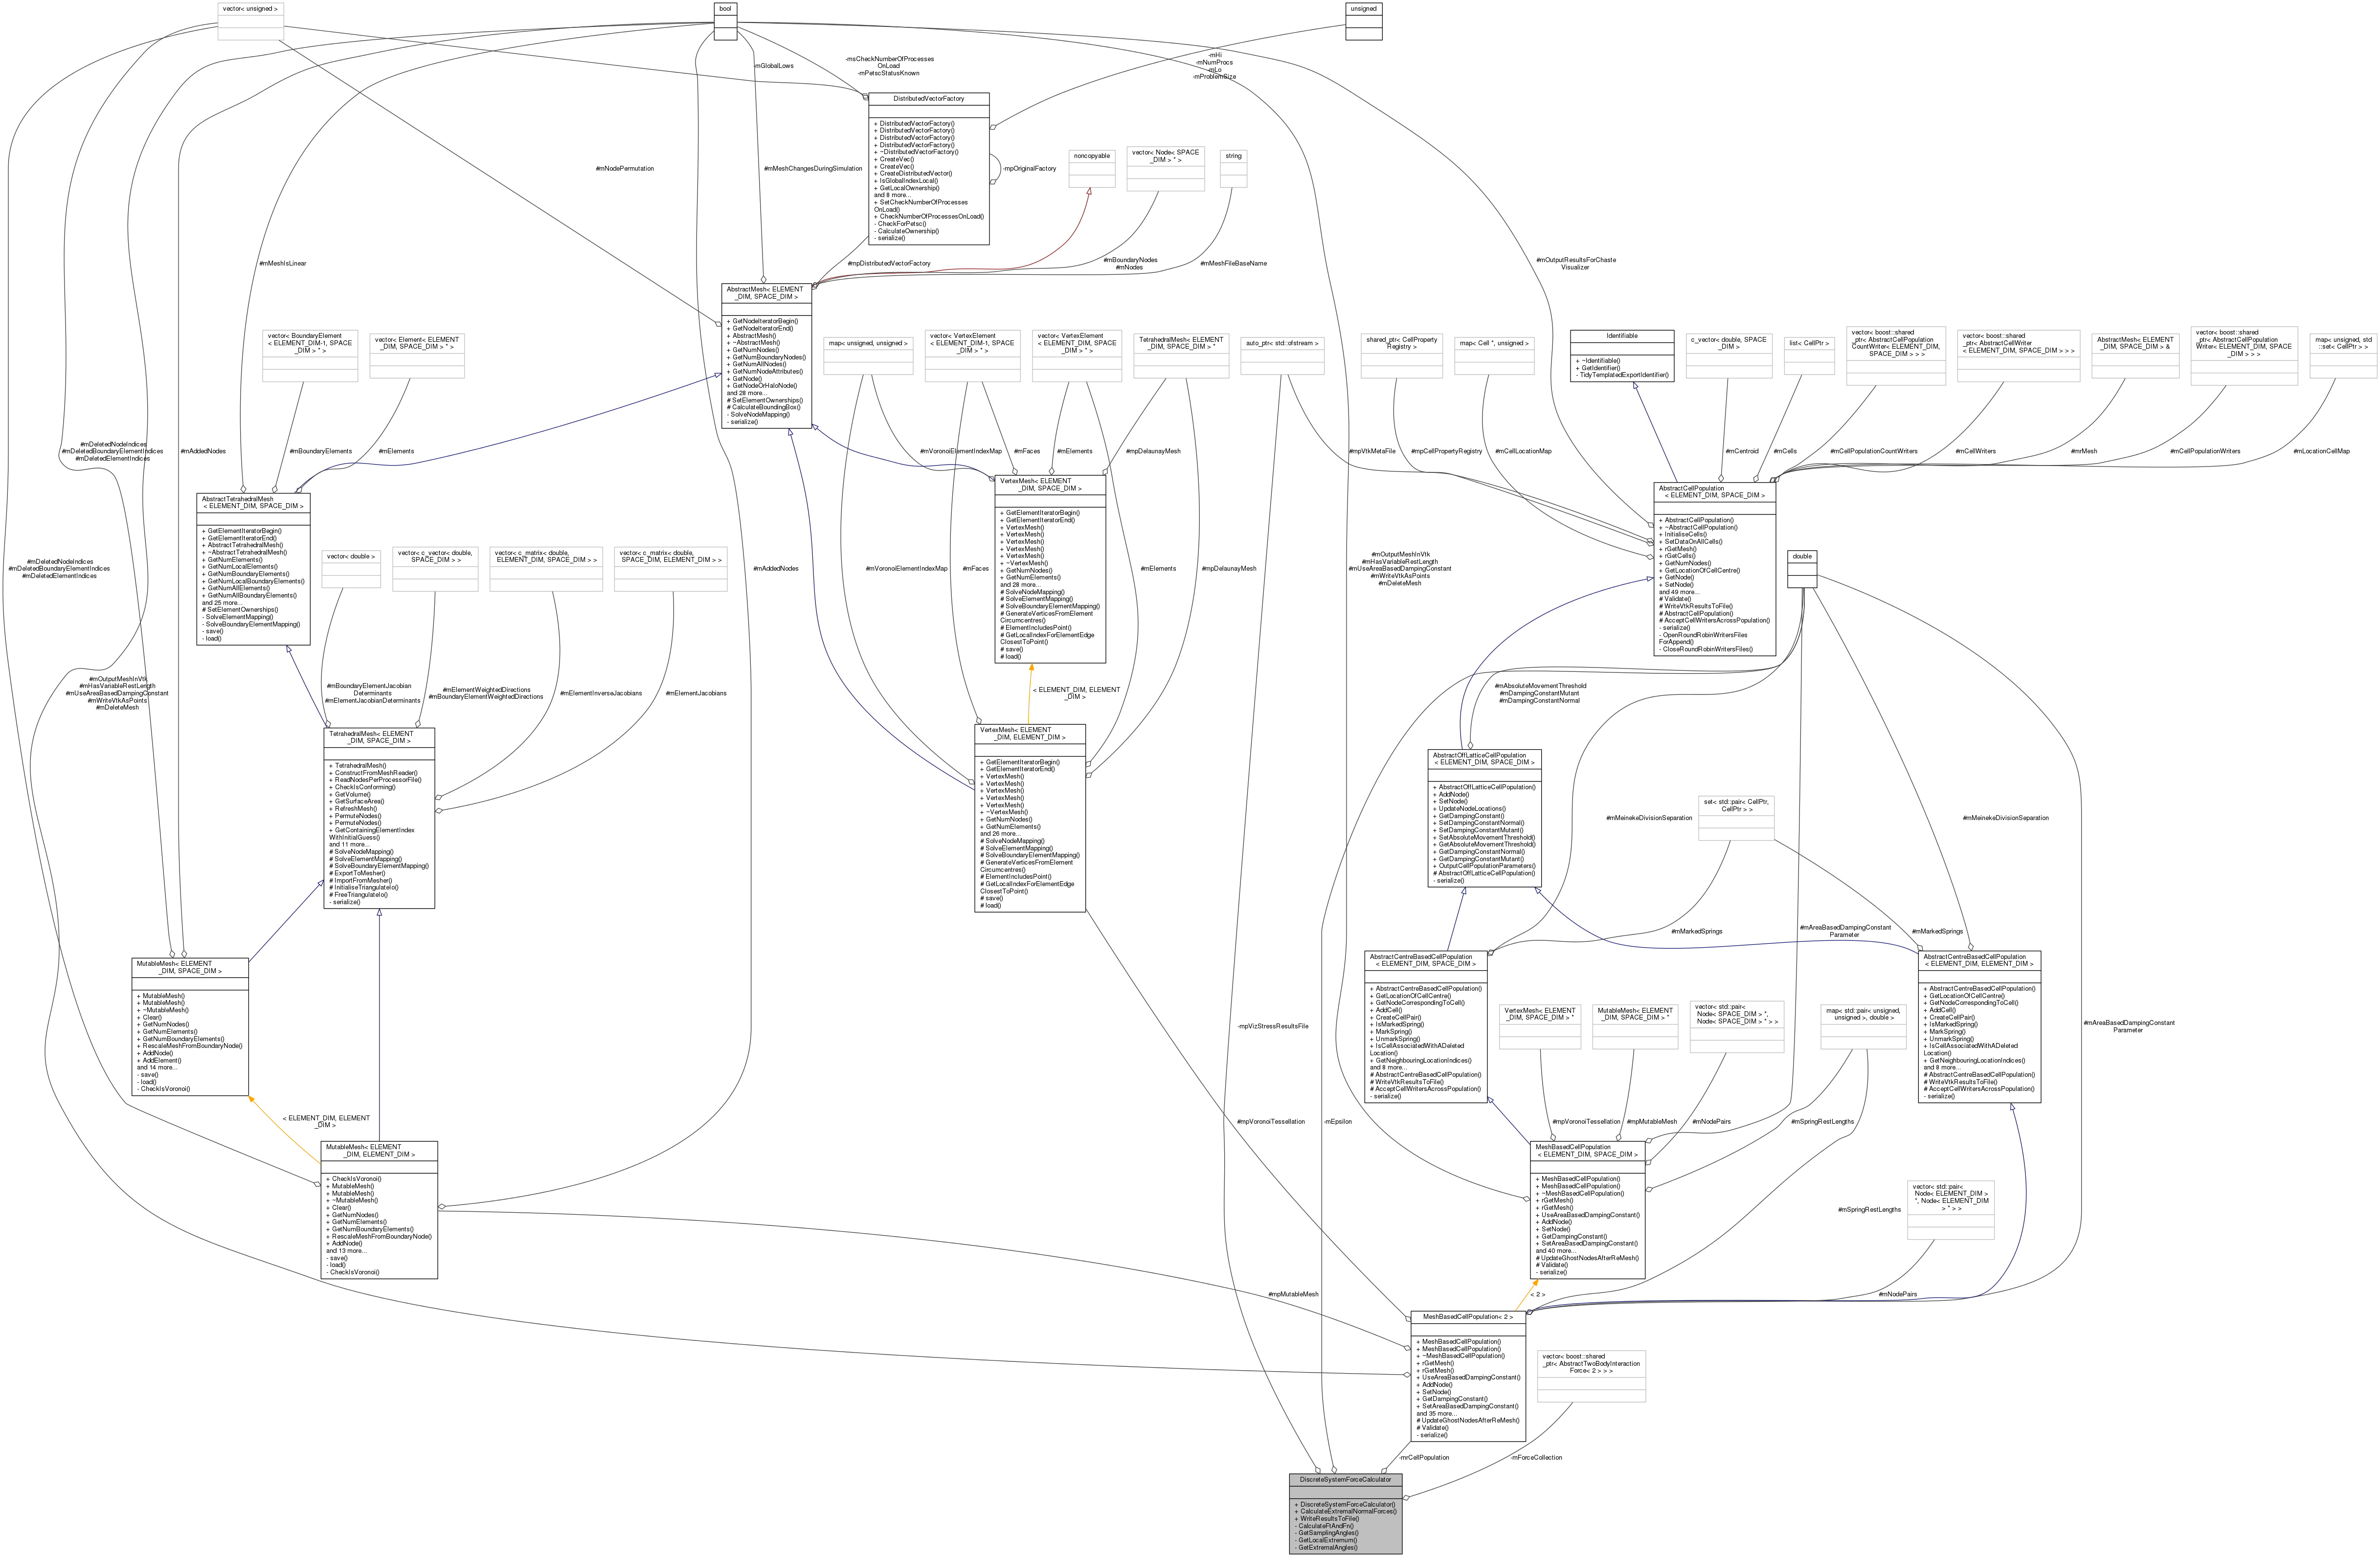 vector< unsigned >
bool
unsigned
-msCheckNumberOfProcesses
OnLoad
-mPetscStatusKnown
-mGlobalLows
-mHi
-mNumProcs
-mLo
-mProblemSize
DistributedVectorFactory
+ DistributedVectorFactory()
+ DistributedVectorFactory()
+ DistributedVectorFactory()
+ DistributedVectorFactory()
+ ~DistributedVectorFactory()
+ CreateVec()
+ CreateVec()
+ CreateDistributedVector()
+ IsGlobalIndexLocal()
+ GetLocalOwnership()
and 8 more...
+ SetCheckNumberOfProcesses
OnLoad()
+ CheckNumberOfProcessesOnLoad()
- CheckForPetsc()
- CalculateOwnership()
- serialize()
-mpOriginalFactory
noncopyable
vector< Node< SPACE
_DIM > * >
string
#mNodePermutation
#mMeshChangesDuringSimulation
#mMeshIsLinear
#mpDistributedVectorFactory
#mBoundaryNodes
#mNodes
#mMeshFileBaseName
#mOutputResultsForChaste
Visualizer
AbstractMesh< ELEMENT
_DIM, SPACE_DIM >
+ GetNodeIteratorBegin()
+ GetNodeIteratorEnd()
+ AbstractMesh()
+ ~AbstractMesh()
+ GetNumNodes()
+ GetNumBoundaryNodes()
+ GetNumAllNodes()
+ GetNumNodeAttributes()
+ GetNode()
+ GetNodeOrHaloNode()
and 28 more...
# SetElementOwnerships()
# CalculateBoundingBox()
- SolveNodeMapping()
- serialize()
vector< BoundaryElement
< ELEMENT_DIM-1, SPACE
_DIM > * >
vector< Element< ELEMENT
_DIM, SPACE_DIM > * >
map< unsigned, unsigned >
vector< VertexElement
< ELEMENT_DIM-1, SPACE
_DIM > * >
vector< VertexElement
< ELEMENT_DIM, SPACE
_DIM > * >
TetrahedralMesh< ELEMENT
_DIM, SPACE_DIM > *
auto_ptr< std::ofstream >
shared_ptr< CellProperty
Registry >
map< Cell *, unsigned >
Identifiable
+ ~Identifiable()
+ GetIdentifier()
- TidyTemplatedExportIdentifier()
c_vector< double, SPACE
_DIM >
list< CellPtr >
vector< boost::shared
_ptr< AbstractCellPopulation
CountWriter< ELEMENT_DIM,
SPACE_DIM > > >
vector< boost::shared
_ptr< AbstractCellWriter
< ELEMENT_DIM, SPACE_DIM > > >
AbstractMesh< ELEMENT
_DIM, SPACE_DIM > &
vector< boost::shared
_ptr< AbstractCellPopulation
Writer< ELEMENT_DIM, SPACE
_DIM > > >
map< unsigned, std
::set< CellPtr > >
#mDeletedNodeIndices
#mDeletedBoundaryElementIndices
#mDeletedElementIndices
#mAddedNodes
#mBoundaryElements
#mElements
#mVoronoiElementIndexMap
#mFaces
#mElements
#mpDelaunayMesh
#mpVtkMetaFile
#mpCellPropertyRegistry
#mCellLocationMap
#mCentroid
#mCells
#mCellPopulationCountWriters
#mCellWriters
#mrMesh
#mCellPopulationWriters
#mLocationCellMap
AbstractTetrahedralMesh
< ELEMENT_DIM, SPACE_DIM >
+ GetElementIteratorBegin()
+ GetElementIteratorEnd()
+ AbstractTetrahedralMesh()
+ ~AbstractTetrahedralMesh()
+ GetNumElements()
+ GetNumLocalElements()
+ GetNumBoundaryElements()
+ GetNumLocalBoundaryElements()
+ GetNumAllElements()
+ GetNumAllBoundaryElements()
and 25 more...
# SetElementOwnerships()
- SolveElementMapping()
- SolveBoundaryElementMapping()
- save()
- load()
VertexMesh< ELEMENT
_DIM, SPACE_DIM >
+ GetElementIteratorBegin()
+ GetElementIteratorEnd()
+ VertexMesh()
+ VertexMesh()
+ VertexMesh()
+ VertexMesh()
+ VertexMesh()
+ ~VertexMesh()
+ GetNumNodes()
+ GetNumElements()
and 28 more...
# SolveNodeMapping()
# SolveElementMapping()
# SolveBoundaryElementMapping()
# GenerateVerticesFromElement
Circumcentres()
# ElementIncludesPoint()
# GetLocalIndexForElementEdge
ClosestToPoint()
# save()
# load()
AbstractCellPopulation
< ELEMENT_DIM, SPACE_DIM >
+ AbstractCellPopulation()
+ ~AbstractCellPopulation()
+ InitialiseCells()
+ SetDataOnAllCells()
+ rGetMesh()
+ rGetCells()
+ GetNumNodes()
+ GetLocationOfCellCentre()
+ GetNode()
+ SetNode()
and 49 more...
# Validate()
# WriteVtkResultsToFile()
# AbstractCellPopulation()
# AcceptCellWritersAcrossPopulation()
- serialize()
- OpenRoundRobinWritersFiles
ForAppend()
- CloseRoundRobinWritersFiles()
vector< double >
vector< c_vector< double,
SPACE_DIM > >
vector< c_matrix< double,
ELEMENT_DIM, SPACE_DIM > >
vector< c_matrix< double,
SPACE_DIM, ELEMENT_DIM > >
double
#mDeletedNodeIndices
#mDeletedBoundaryElementIndices
#mDeletedElementIndices
#mAddedNodes
#mVoronoiElementIndexMap
#mFaces
#mElements
#mpDelaunayMesh
#mOutputMeshInVtk
#mHasVariableRestLength
#mUseAreaBasedDampingConstant
#mWriteVtkAsPoints
#mDeleteMesh
#mOutputMeshInVtk
#mHasVariableRestLength
#mUseAreaBasedDampingConstant
#mWriteVtkAsPoints
#mDeleteMesh
#mBoundaryElementJacobian
Determinants
#mElementJacobianDeterminants
#mElementWeightedDirections
#mBoundaryElementWeightedDirections
#mElementInverseJacobians
#mElementJacobians
< ELEMENT_DIM, ELEMENT
_DIM >
#mAbsoluteMovementThreshold
#mDampingConstantMutant
#mDampingConstantNormal
TetrahedralMesh< ELEMENT
_DIM, SPACE_DIM >
+ TetrahedralMesh()
+ ConstructFromMeshReader()
+ ReadNodesPerProcessorFile()
+ CheckIsConforming()
+ GetVolume()
+ GetSurfaceArea()
+ RefreshMesh()
+ PermuteNodes()
+ PermuteNodes()
+ GetContainingElementIndex
WithInitialGuess()
and 11 more...
# SolveNodeMapping()
# SolveElementMapping()
# SolveBoundaryElementMapping()
# ExportToMesher()
# ImportFromMesher()
# InitialiseTriangulateIo()
# FreeTriangulateIo()
- serialize()
VertexMesh< ELEMENT
_DIM, ELEMENT_DIM >
+ GetElementIteratorBegin()
+ GetElementIteratorEnd()
+ VertexMesh()
+ VertexMesh()
+ VertexMesh()
+ VertexMesh()
+ VertexMesh()
+ ~VertexMesh()
+ GetNumNodes()
+ GetNumElements()
and 26 more...
# SolveNodeMapping()
# SolveElementMapping()
# SolveBoundaryElementMapping()
# GenerateVerticesFromElement
Circumcentres()
# ElementIncludesPoint()
# GetLocalIndexForElementEdge
ClosestToPoint()
# save()
# load()
AbstractOffLatticeCellPopulation
< ELEMENT_DIM, SPACE_DIM >
+ AbstractOffLatticeCellPopulation()
+ AddNode()
+ SetNode()
+ UpdateNodeLocations()
+ GetDampingConstant()
+ SetDampingConstantNormal()
+ SetDampingConstantMutant()
+ SetAbsoluteMovementThreshold()
+ GetAbsoluteMovementThreshold()
+ GetDampingConstantNormal()
+ GetDampingConstantMutant()
+ OutputCellPopulationParameters()
# AbstractOffLatticeCellPopulation()
- serialize()
set< std::pair< CellPtr,
CellPtr > >
#mMeinekeDivisionSeparation
#mMeinekeDivisionSeparation
#mMarkedSprings
#mAreaBasedDampingConstant
Parameter
#mMarkedSprings
MutableMesh< ELEMENT
_DIM, SPACE_DIM >
+ MutableMesh()
+ MutableMesh()
+ ~MutableMesh()
+ Clear()
+ GetNumNodes()
+ GetNumElements()
+ GetNumBoundaryElements()
+ RescaleMeshFromBoundaryNode()
+ AddNode()
+ AddElement()
and 14 more...
- save()
- load()
- CheckIsVoronoi()
AbstractCentreBasedCellPopulation
< ELEMENT_DIM, SPACE_DIM >
+ AbstractCentreBasedCellPopulation()
+ GetLocationOfCellCentre()
+ GetNodeCorrespondingToCell()
+ AddCell()
+ CreateCellPair()
+ IsMarkedSpring()
+ MarkSpring()
+ UnmarkSpring()
+ IsCellAssociatedWithADeleted
Location()
+ GetNeighbouringLocationIndices()
and 8 more...
# AbstractCentreBasedCellPopulation()
# WriteVtkResultsToFile()
# AcceptCellWritersAcrossPopulation()
- serialize()
VertexMesh< ELEMENT
_DIM, SPACE_DIM > *
MutableMesh< ELEMENT
_DIM, SPACE_DIM > *
vector< std::pair<
Node< SPACE_DIM > *,
Node< SPACE_DIM > * > >
map< std::pair< unsigned,
unsigned >, double >
AbstractCentreBasedCellPopulation
< ELEMENT_DIM, ELEMENT_DIM >
+ AbstractCentreBasedCellPopulation()
+ GetLocationOfCellCentre()
+ GetNodeCorrespondingToCell()
+ AddCell()
+ CreateCellPair()
+ IsMarkedSpring()
+ MarkSpring()
+ UnmarkSpring()
+ IsCellAssociatedWithADeleted
Location()
+ GetNeighbouringLocationIndices()
and 8 more...
# AbstractCentreBasedCellPopulation()
# WriteVtkResultsToFile()
# AcceptCellWritersAcrossPopulation()
- serialize()
-mpVizStressResultsFile
#mAreaBasedDampingConstant
Parameter
< ELEMENT_DIM, ELEMENT
_DIM >
#mpVoronoiTessellation
-mEpsilon
#mpVoronoiTessellation
#mpMutableMesh
#mNodePairs
#mSpringRestLengths
MutableMesh< ELEMENT
_DIM, ELEMENT_DIM >
+ CheckIsVoronoi()
+ MutableMesh()
+ MutableMesh()
+ ~MutableMesh()
+ Clear()
+ GetNumNodes()
+ GetNumElements()
+ GetNumBoundaryElements()
+ RescaleMeshFromBoundaryNode()
+ AddNode()
and 13 more...
- save()
- load()
- CheckIsVoronoi()
MeshBasedCellPopulation
< ELEMENT_DIM, SPACE_DIM >
+ MeshBasedCellPopulation()
+ MeshBasedCellPopulation()
+ ~MeshBasedCellPopulation()
+ rGetMesh()
+ rGetMesh()
+ UseAreaBasedDampingConstant()
+ AddNode()
+ SetNode()
+ GetDampingConstant()
+ SetAreaBasedDampingConstant()
and 40 more...
# UpdateGhostNodesAfterReMesh()
# Validate()
- serialize()
#mSpringRestLengths
vector< std::pair<
Node< ELEMENT_DIM >
*, Node< ELEMENT_DIM
> * > >
#mpMutableMesh
< 2 >
#mNodePairs
MeshBasedCellPopulation< 2 >
+ MeshBasedCellPopulation()
+ MeshBasedCellPopulation()
+ ~MeshBasedCellPopulation()
+ rGetMesh()
+ rGetMesh()
+ UseAreaBasedDampingConstant()
+ AddNode()
+ SetNode()
+ GetDampingConstant()
+ SetAreaBasedDampingConstant()
and 35 more...
# UpdateGhostNodesAfterReMesh()
# Validate()
- serialize()
vector< boost::shared
_ptr< AbstractTwoBodyInteraction
Force< 2 > > >
-mrCellPopulation
-mForceCollection
DiscreteSystemForceCalculator
+ DiscreteSystemForceCalculator()
+ CalculateExtremalNormalForces()
+ WriteResultsToFile()
- CalculateFtAndFn()
- GetSamplingAngles()
- GetLocalExtremum()
- GetExtremalAngles()